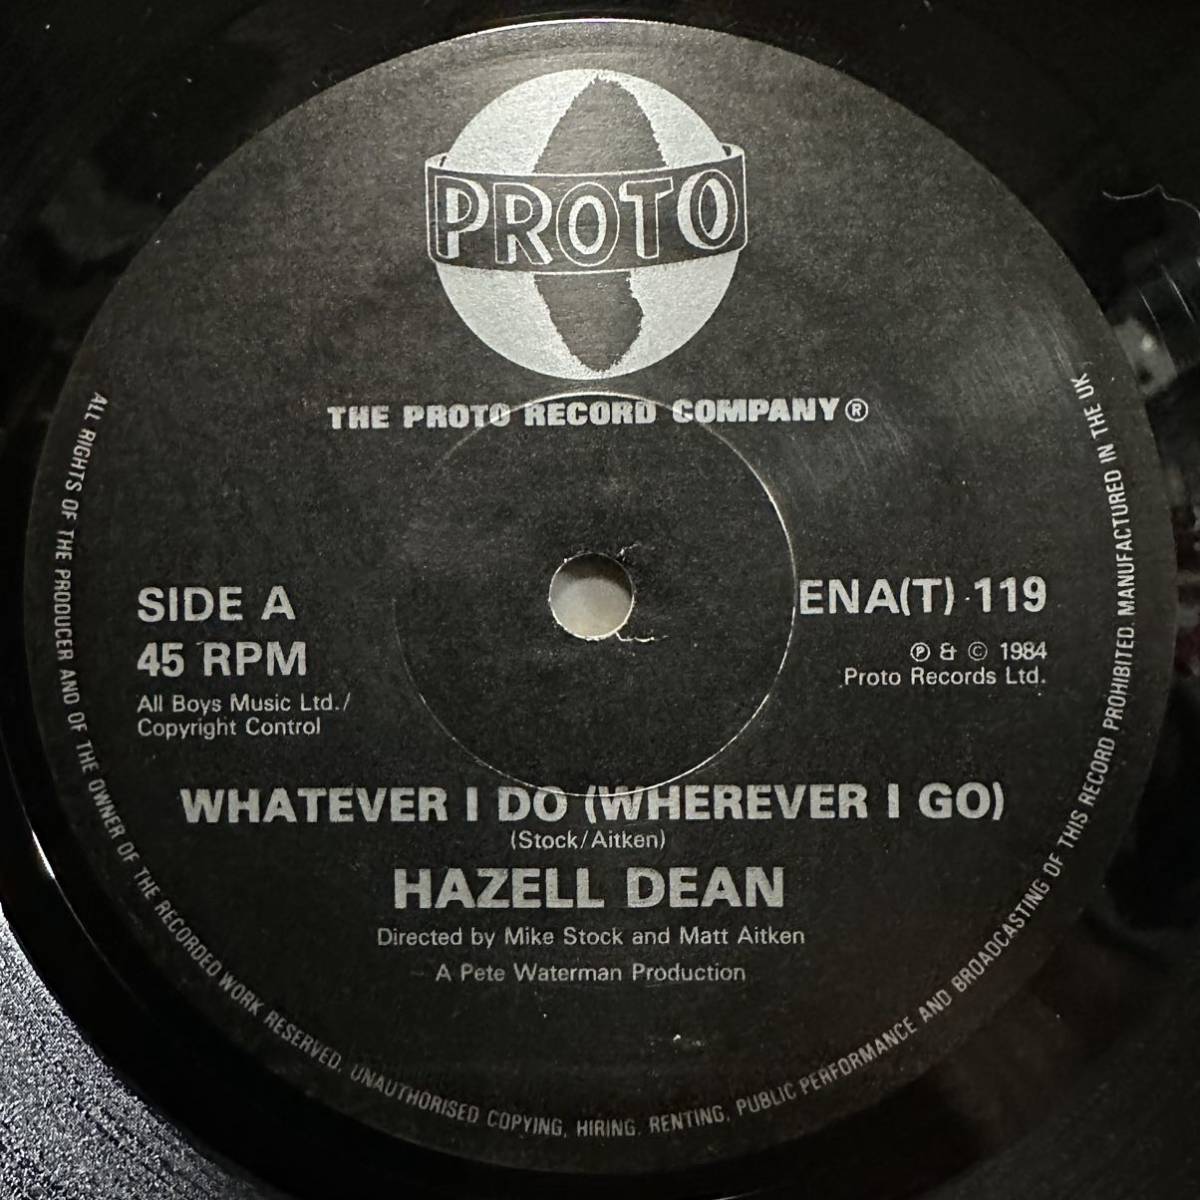 PROTO
THE PROTO RECORD COMPANY®
SIDE A
45 RPM
All Boys Music Ltd./
Copyright Control
ENA(T) 119
℗ & © 1984
Proto Records Ltd.
WHATEVER I DO (WHEREVER I GO)
(Stock/Aitken)
HAZELL DEAN
Directed by Mike Stock and Matt Aitken
A Pete Waterman Production
ALL RIGHTS OF THE PRODUCER AND OF THE OWNER OF THE RECORDED WORK RESERVED. UNAUTHORISED COPYING, HIRING. RENTING, PUBLIC PERFORMANCE AND BROADCASTING OF THIS RECORD PROHIBITED. MANUFACTURED IN THE UK